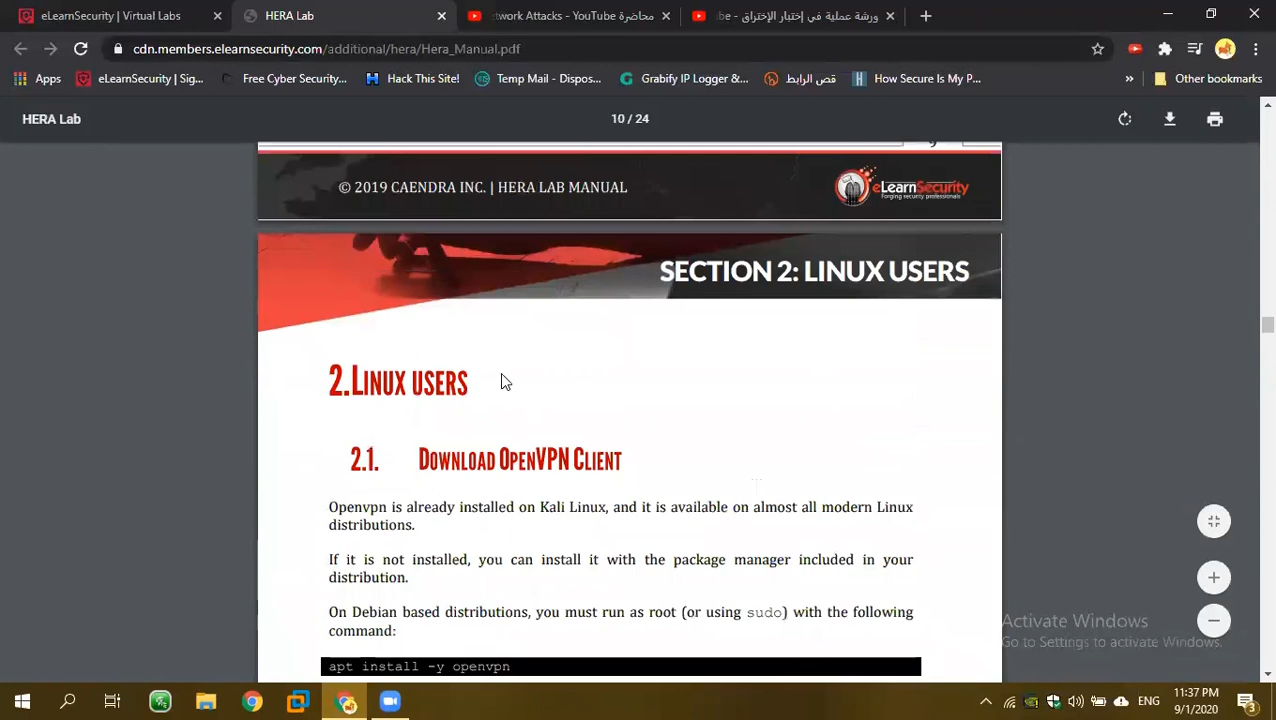 eLearnSecurity | Virtual Labs
HERA Lab
twork Attacks - YouTube محاضرة
ube - ورشة عملية في إختبار الإختراق
cdn.members.elearnsecurity.com/additional/hera/Hera_Manual.pdf
Apps
eLearnSecurity | Sig...
Free Cyber Security...
Hack This Site!
Temp Mail - Dispos...
Grabify IP Logger &...
قص الرابط
How Secure Is My P...
Other bookmarks
HERA Lab
10 / 24
© 2019 CAENDRA INC. | HERA LAB MANUAL
eLearnSecurity
Forging security professionals
SECTION 2: LINUX USERS
2.LINUX USERS
2.1. DOWNLOAD OPENVPN CLIENT
Openvpn is already installed on Kali Linux, and it is available on almost all modern Linux
distributions.
If it is not installed, you can install it with the package manager included in your
distribution.
On Debian based distributions, you must run as root (or using sudo) with the following
command:
apt install -y openvpn
Activate Windows
Go to Settings to activate Windows.
ENG
11:37 PM
9/1/2020
3